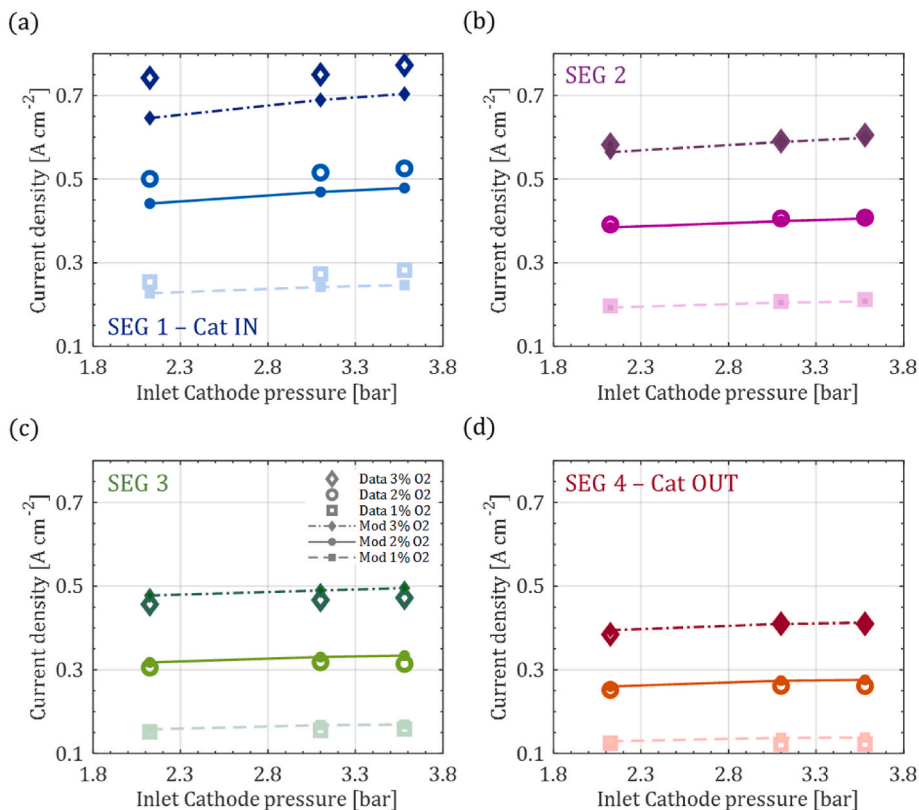 (a)
(b)
Current density [A cm⁻²]
0.7
0.5
0.3
0.1
SEG 1 – Cat IN
1.8
2.3
2.8
3.3
3.8
Inlet Cathode pressure [bar]
Current density [A cm⁻²]
0.7
0.5
0.3
0.1
SEG 2
1.8
2.3
2.8
3.3
3.8
Inlet Cathode pressure [bar]
(c)
(d)
Current density [A cm⁻²]
0.7
0.5
0.3
0.1
SEG 3
Data 3% O2
Data 2% O2
Data 1% O2
Mod 3% O2
Mod 2% O2
Mod 1% O2
1.8
2.3
2.8
3.3
3.8
Inlet Cathode pressure [bar]
Current density [A cm⁻²]
0.7
0.5
0.3
0.1
SEG 4 – Cat OUT
1.8
2.3
2.8
3.3
3.8
Inlet Cathode pressure [bar]